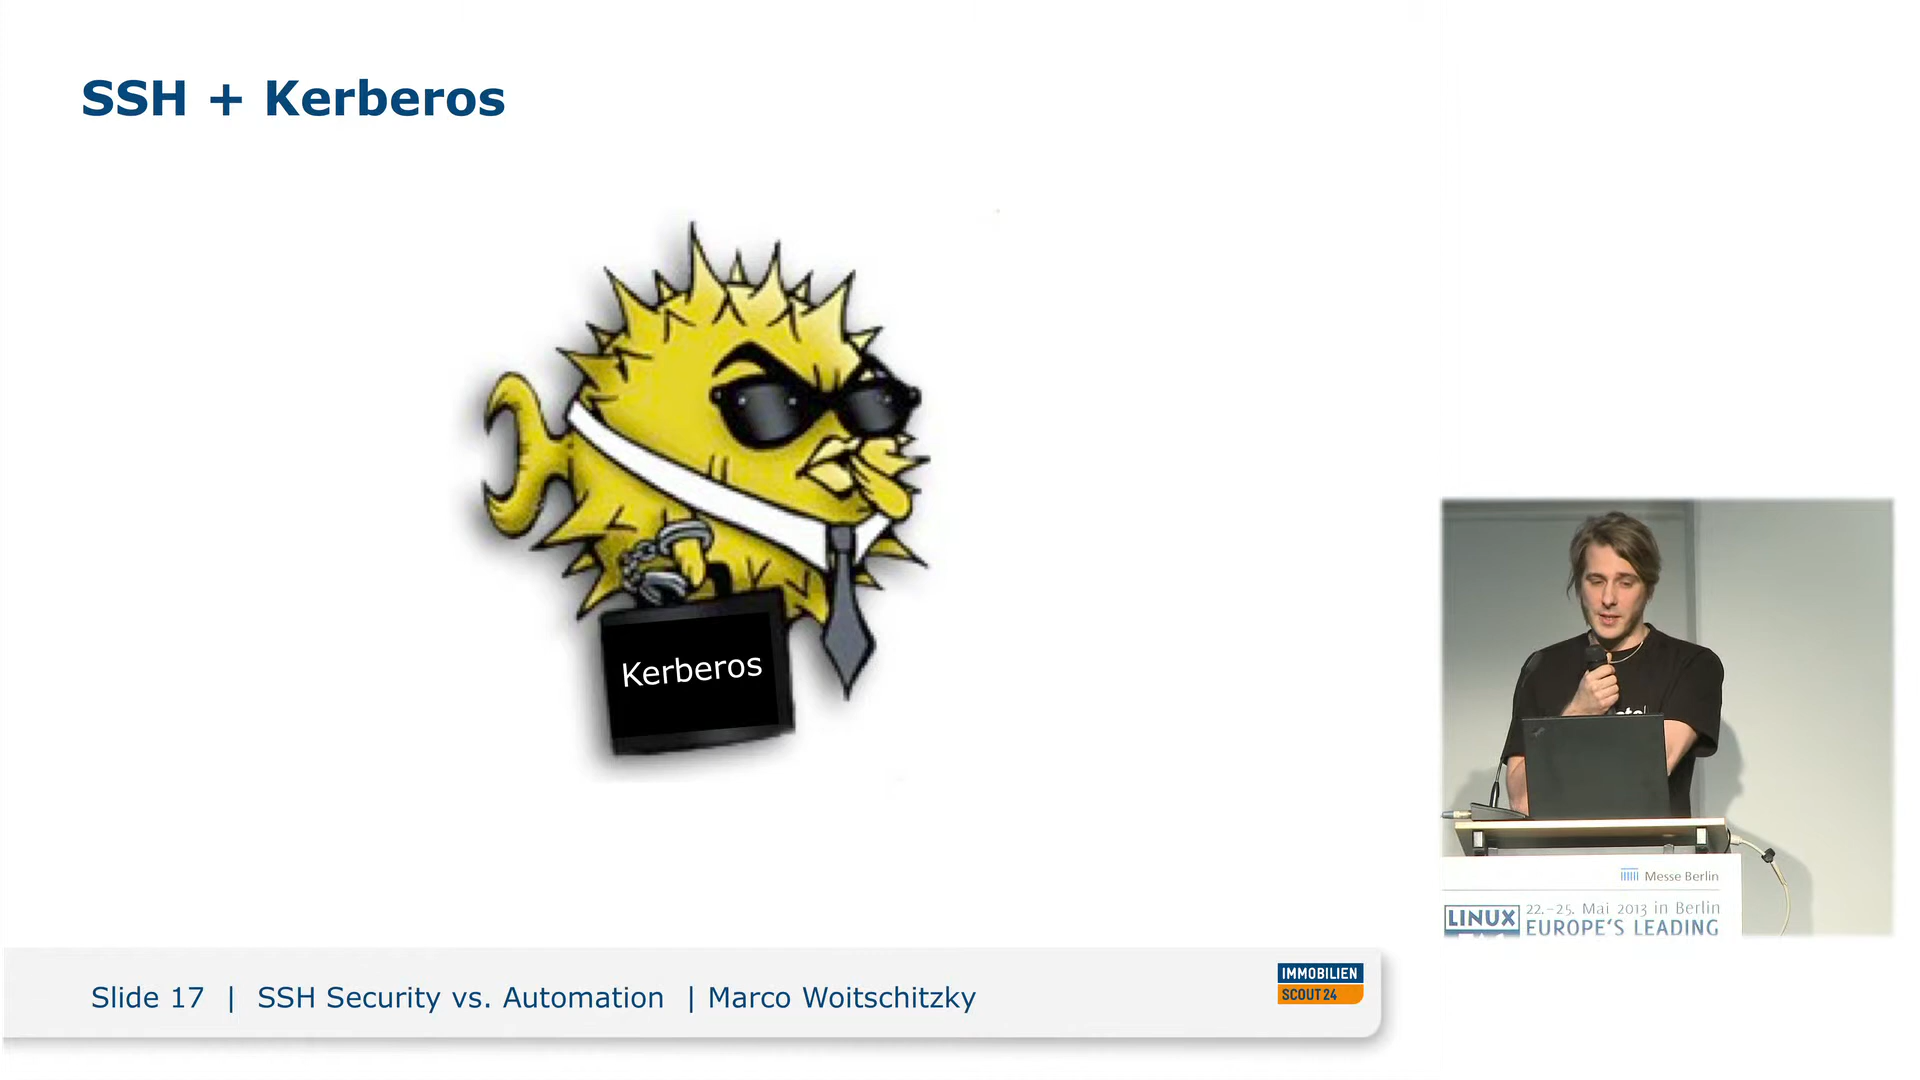 SSH + Kerberos
Kerberos
Messe Berlin
LINUX
22.-25. Mai 2013 in Berlin
EUROPE'S LEADING
Slide 17 | SSH Security vs. Automation | Marco Woitschitzky
IMMOBILIEN
SCOUT24